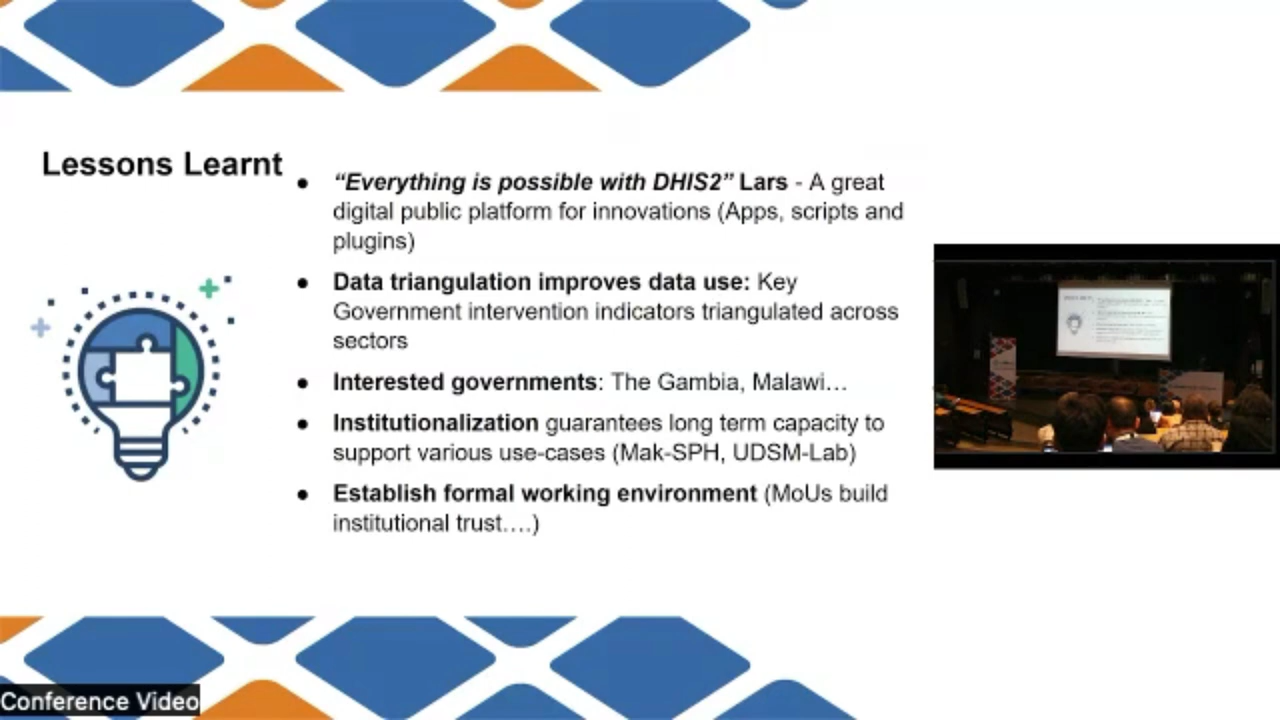 Lessons Learnt
● “Everything is possible with DHIS2” Lars - A great
digital public platform for innovations (Apps, scripts and
plugins)
● Data triangulation improves data use: Key
Government intervention indicators triangulated across
sectors
● Interested governments: The Gambia, Malawi…
● Institutionalization guarantees long term capacity to
support various use-cases (Mak-SPH, UDSM-Lab)
● Establish formal working environment (MoUs build
institutional trust….)
Conference Video